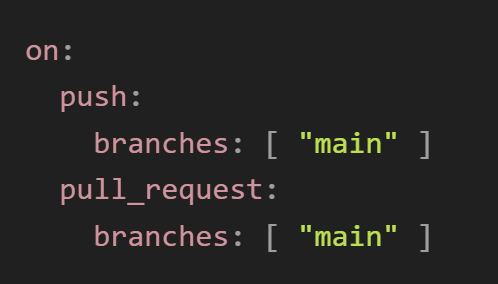 on:
  push:
    branches: [ "main" ]
  pull_request:
    branches: [ "main" ]